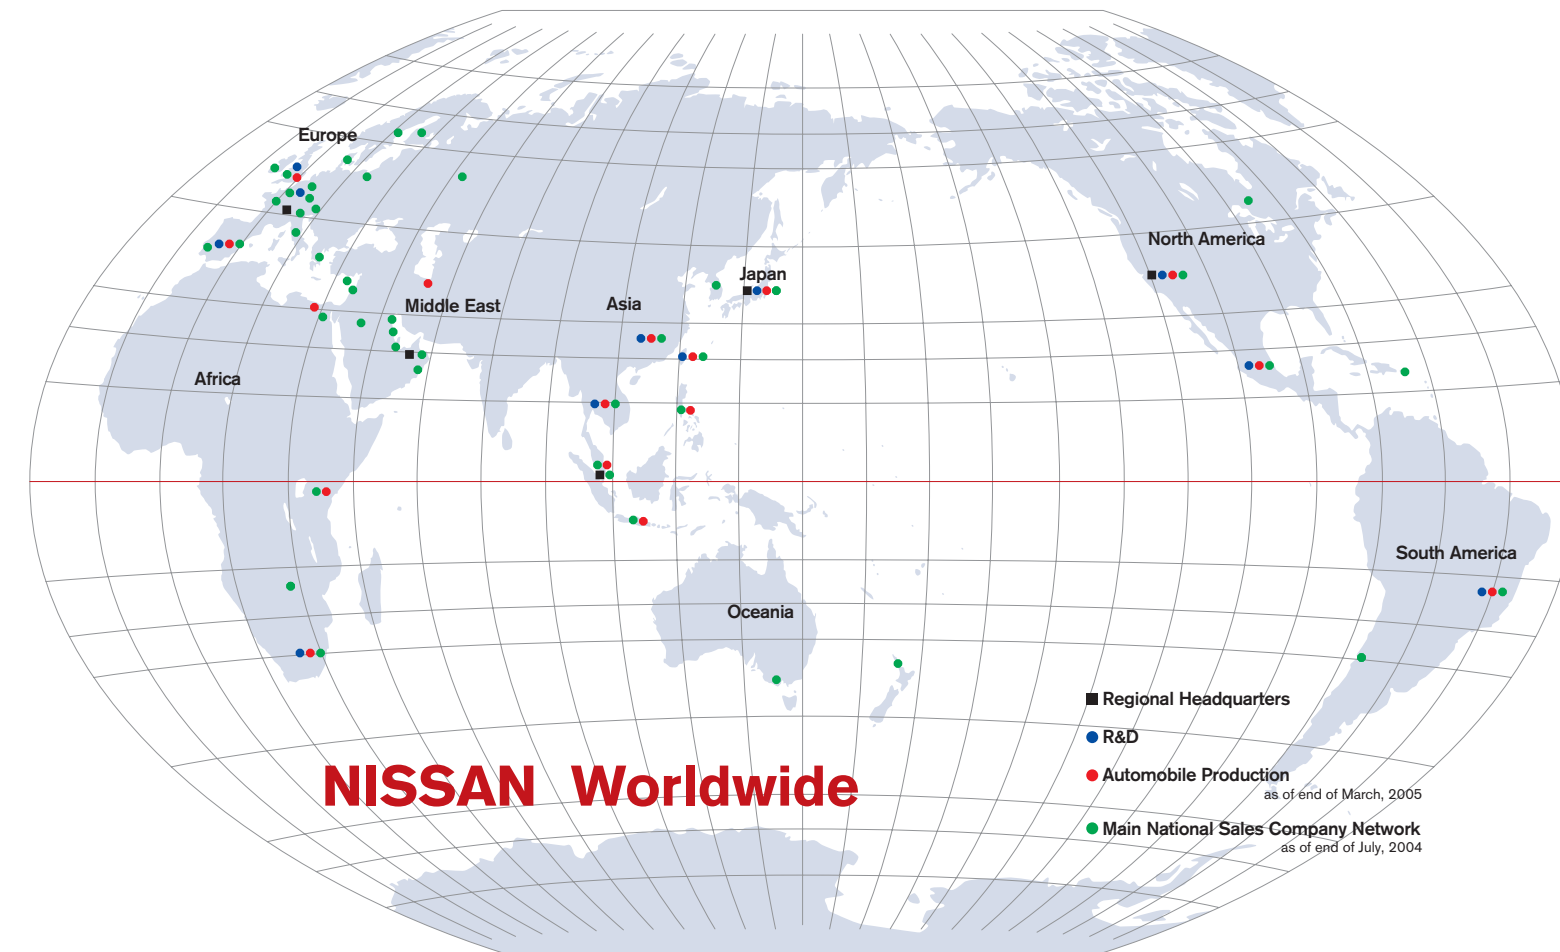 Europe
North America
Japan
Asia
Middle East
Africa
South America
Oceania
Regional Headquarters
R&D
Automobile Production
as of end of March, 2005
NISSAN Worldwide
Main National Sales Company Network
as of end of July, 2004